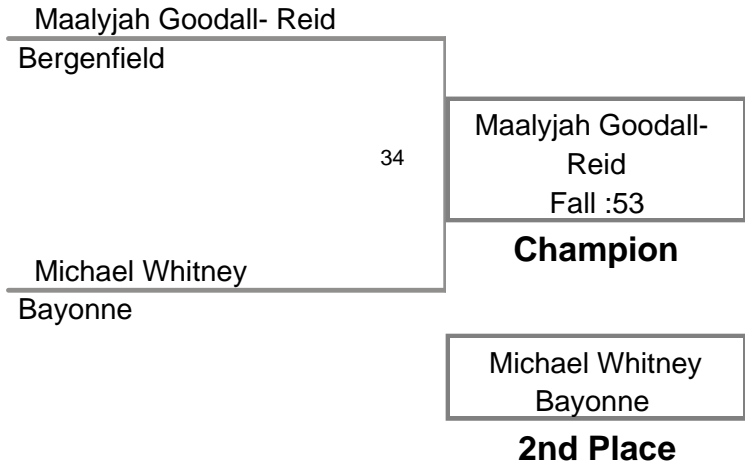 Maalyjah Goodall- Reid
Bergenfield
34
Maalyjah Goodall-
Reid
Fall :53
Champion
Michael Whitney
Bayonne
Michael Whitney
Bayonne
2nd Place